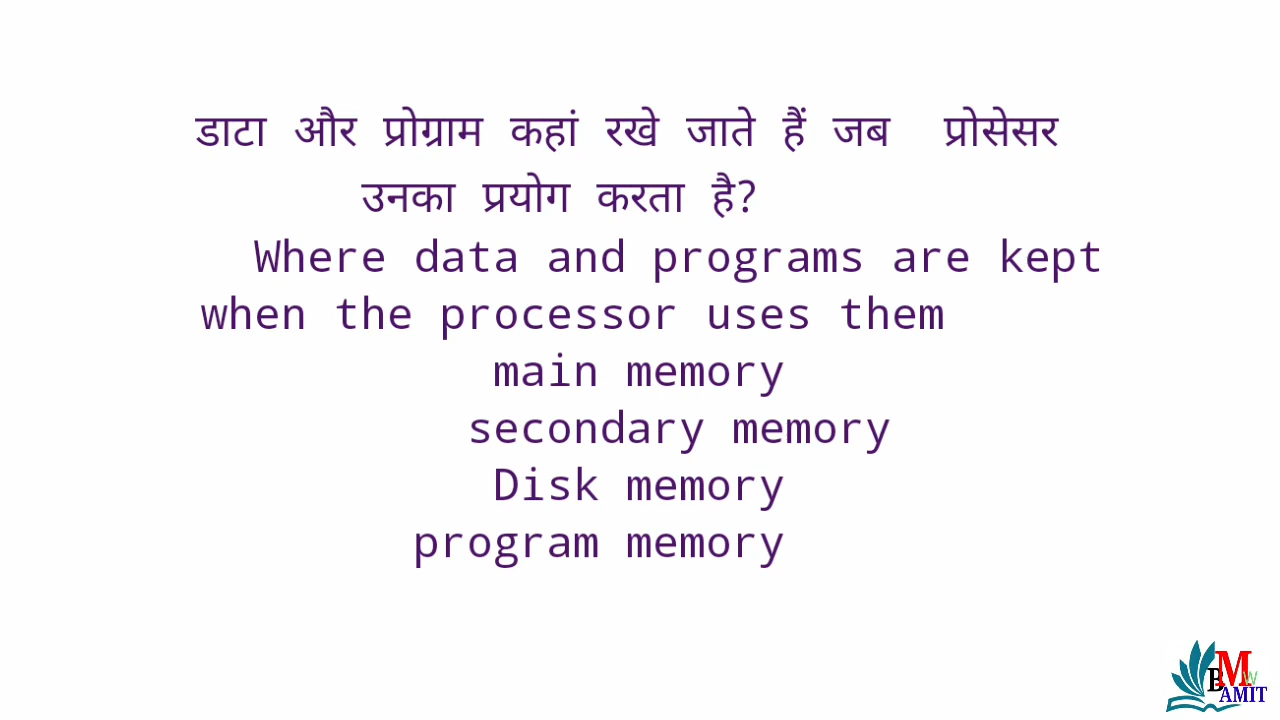 डाटा और प्रोग्राम कहां रखे जाते हैं जब प्रोसेसर
उनका प्रयोग करता है?
Where data and programs are kept
when the processor uses them
main memory
secondary memory
Disk memory
program memory
BMW
AMIT